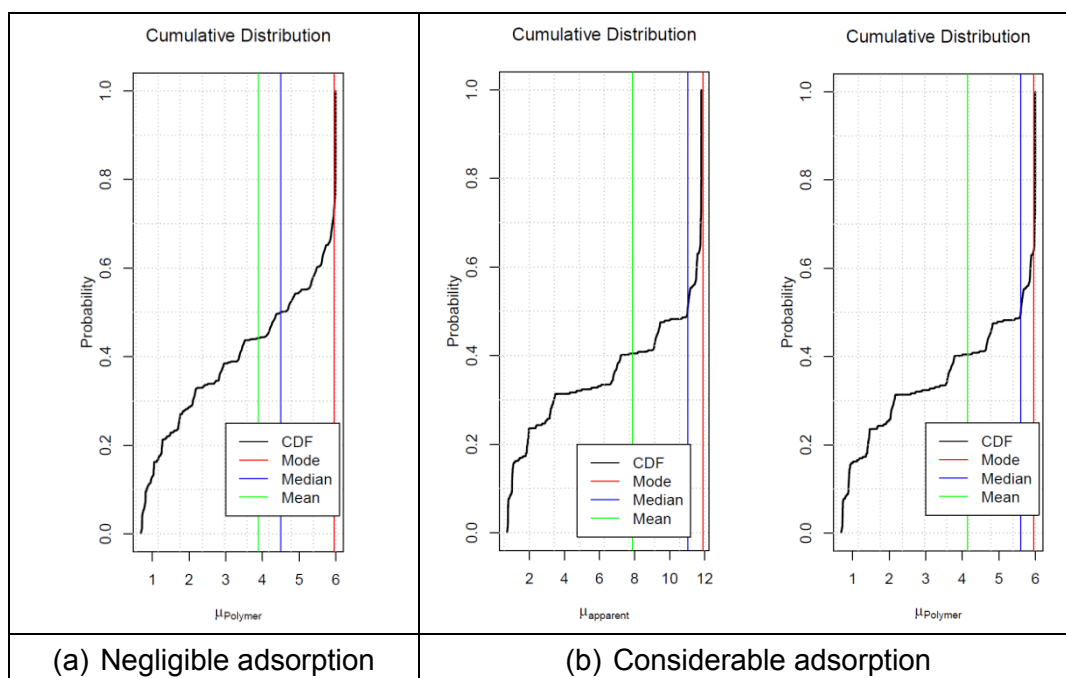 Cumulative Distribution
Probability
0.0 0.2 0.4 0.6 0.8 1.0
CDF
Mode
Median
Mean
1 2 3 4 5 6
μPolymer
Cumulative Distribution
Probability
0.0 0.2 0.4 0.6 0.8 1.0
CDF
Mode
Median
Mean
2 4 6 8 10 12
μapparent
Cumulative Distribution
Probability
0.0 0.2 0.4 0.6 0.8 1.0
CDF
Mode
Median
Mean
1 2 3 4 5 6
μPolymer
(a) Negligible adsorption
(b) Considerable adsorption